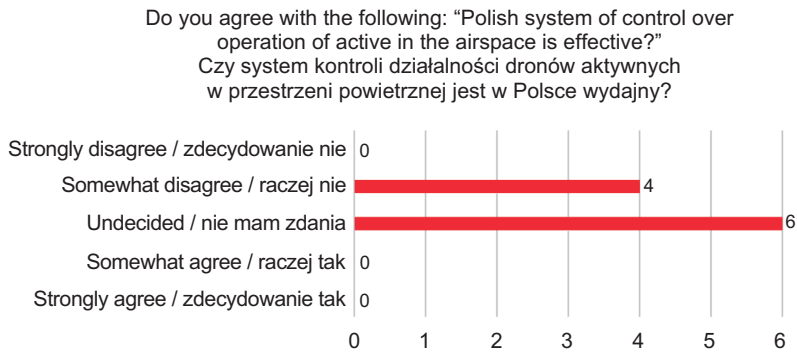 Do you agree with the following: “Polish system of control over
operation of active in the airspace is effective?”
Czy system kontroli działalności dronów aktywnych
w przestrzeni powietrznej jest w Polsce wydajny?
Strongly disagree / zdecydowanie nie 0
Somewhat disagree / raczej nie 4
Undecided / nie mam zdania 6
Somewhat agree / raczej tak 0
Strongly agree / zdecydowanie tak 0
0 1 2 3 4 5 6